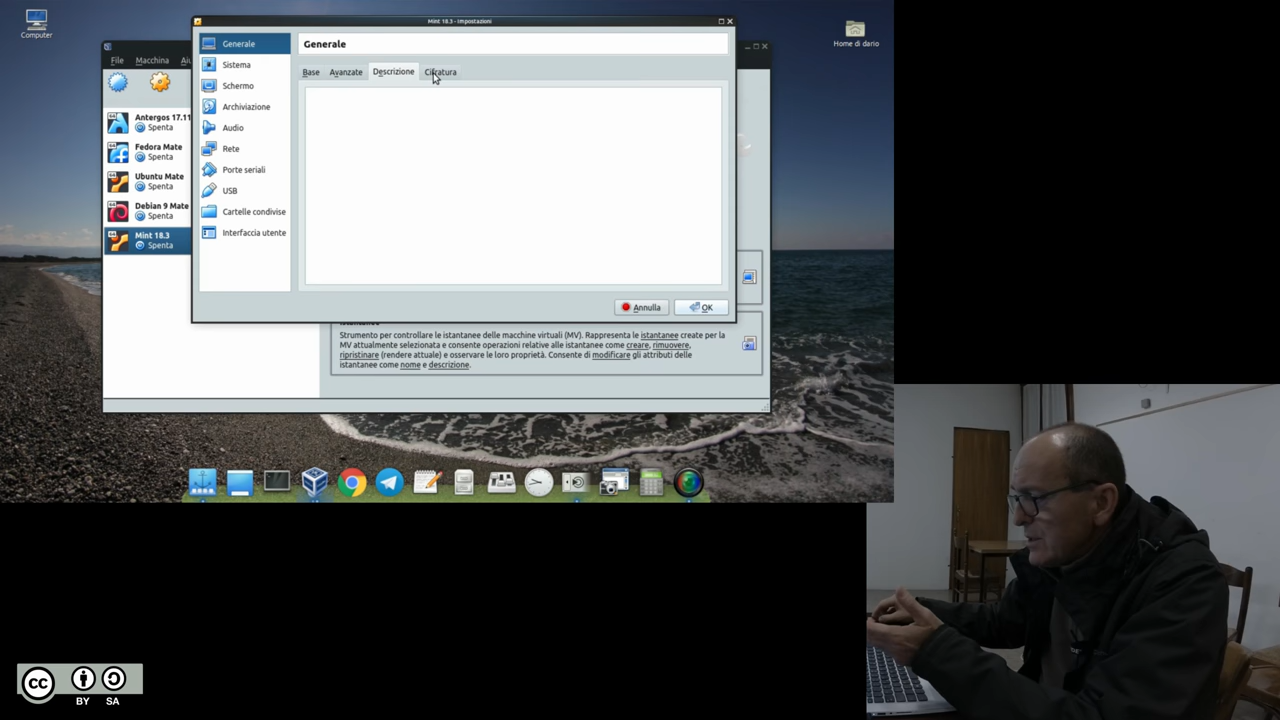 Computer
Home di dario
Mint 18.3 - Impostazioni
File Macchina
Antergos 17.11
Spenta
Fedora Mate
Spenta
Ubuntu Mate
Spenta
Debian 9 Mate
Spenta
Mint 18.3
Spenta
Generale
Sistema
Schermo
Archiviazione
Audio
Rete
Porte seriali
USB
Cartelle condivise
Interfaccia utente
Generale
Base Avanzate Descrizione Cifratura
Annulla OK
Strumento per controllare le istantanee delle macchine virtuali (MV). Rappresenta le istantanee create per la
MV attualmente selezionata e consente operazioni relative alle istantanee come creare, rimuovere,
ripristinare (rendere attuale) e osservare le loro proprietà. Consente di modificare gli attributi delle
istantanee come nome e descrizione.
cc
BY SA